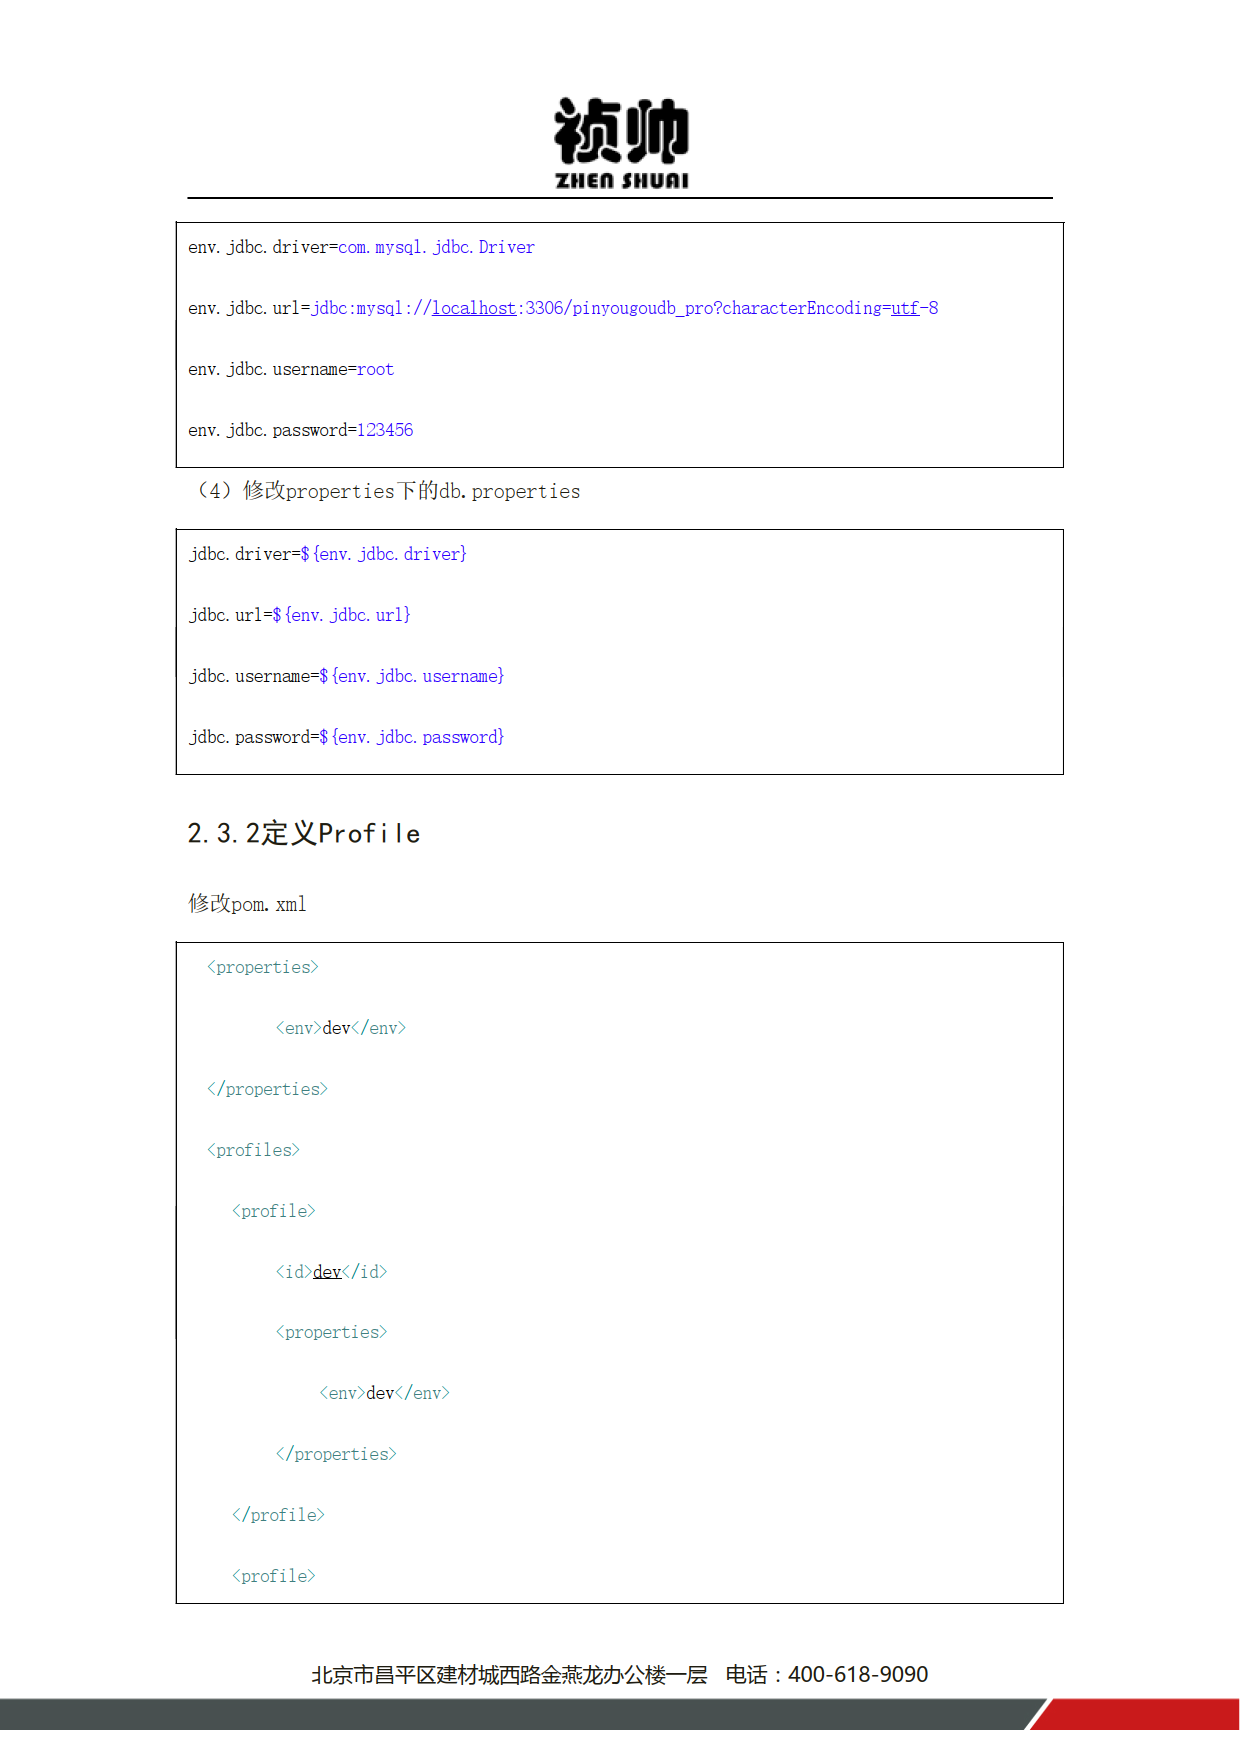 祯帅
ZHEN SHUAI
env.jdbc.driver=com.mysql.jdbc.Driver
env.jdbc.url=jdbc:mysql://localhost:3306/pinyougoudb_pro?characterEncoding=utf-8
env.jdbc.username=root
env.jdbc.password=123456
（4）修改properties下的db.properties
jdbc.driver=${env.jdbc.driver}
jdbc.url=${env.jdbc.url}
jdbc.username=${env.jdbc.username}
jdbc.password=${env.jdbc.password}
2.3.2定义Profile
修改pom.xml
<properties>
<env>dev</env>
</properties>
<profiles>
<profile>
<id>dev</id>
<properties>
<env>dev</env>
</properties>
</profile>
<profile>
北京市昌平区建材城西路金燕龙办公楼一层 电话：400-618-9090